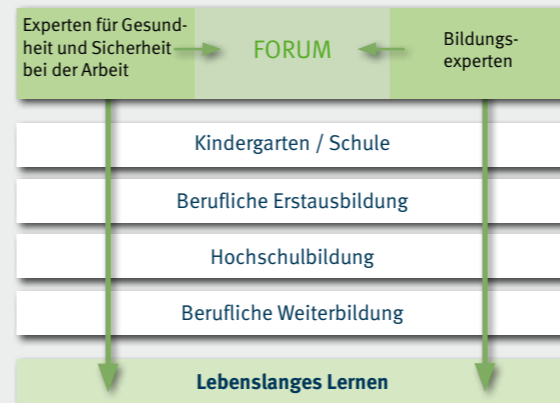 Experten für Gesund-
heit und Sicherheit
bei der Arbeit
FORUM
Bildungs-
experten
Kindergarten / Schule
Berufliche Erstausbildung
Hochschulbildung
Berufliche Weiterbildung
Lebenslanges Lernen